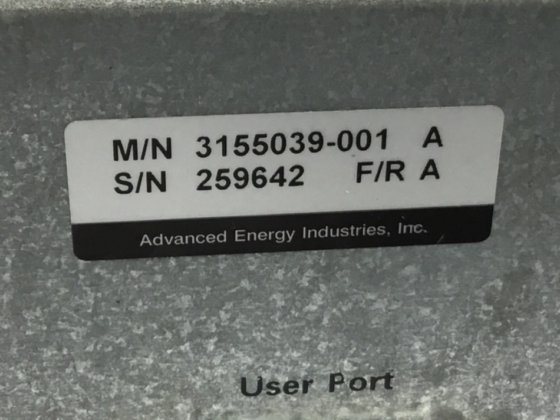 M/N 3155039-001 A
S/N 259642 F/R A
Advanced Energy Industries, Inc.
User Port